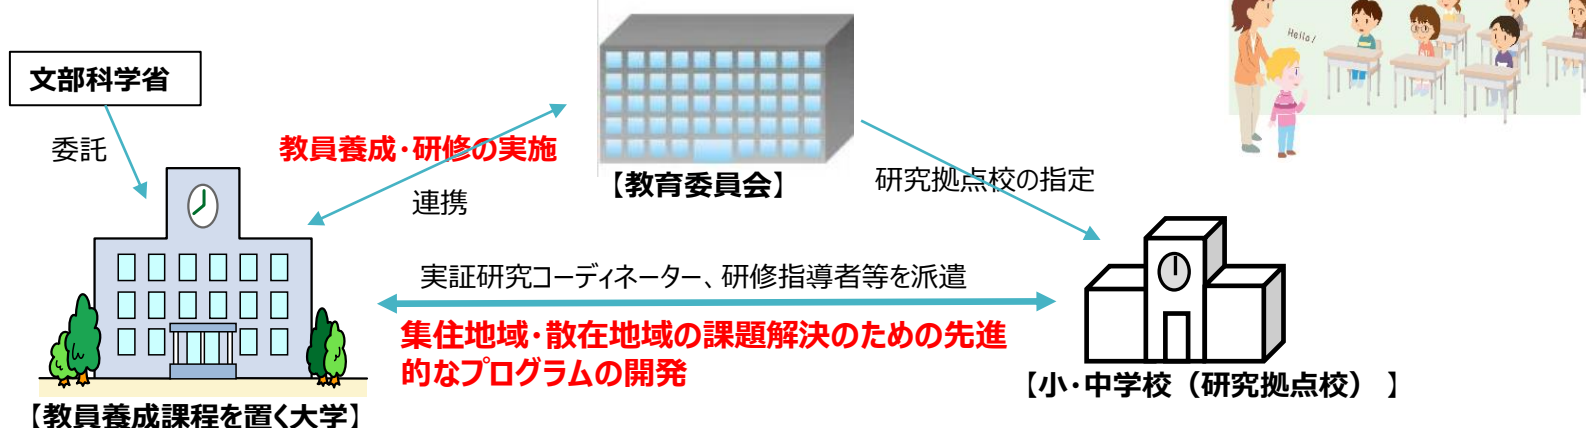 Hello!
文部科学省
委託
教員養成・研修の実施
連携
【教育委員会】
研究拠点校の指定
実証研究コーディネーター、研修指導者等を派遣
集住地域・散在地域の課題解決のための先進
的なプログラムの開発
【小・中学校（研究拠点校） 】
【教員養成課程を置く大学】